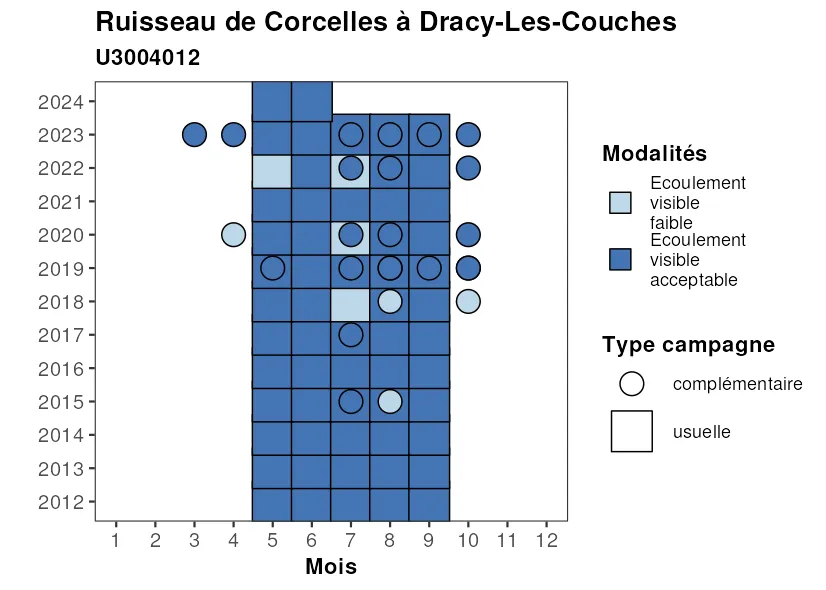 Ruisseau de Corcelles à Dracy-Les-Couches
U3004012
2024
2023
2022
2021
2020
2019
2018
2017
2016
2015
2014
2013
2012
1 2 3 4 5 6 7 8 9 10 11 12
Mois
Modalités
Ecoulement
visible
faible
Ecoulement
visible
acceptable
Type campagne
complémentaire
usuelle